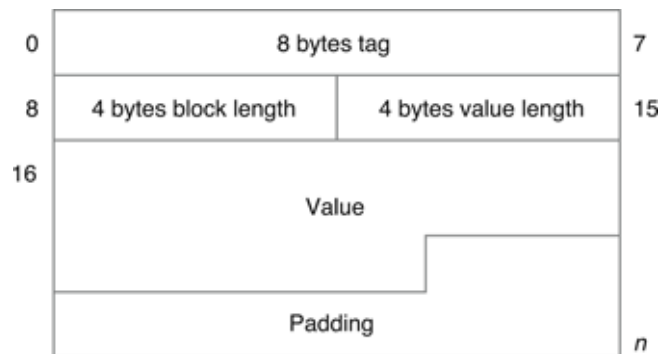 0 8 bytes tag 7
8 4 bytes block length 4 bytes value length 15
16
Value
Padding
n